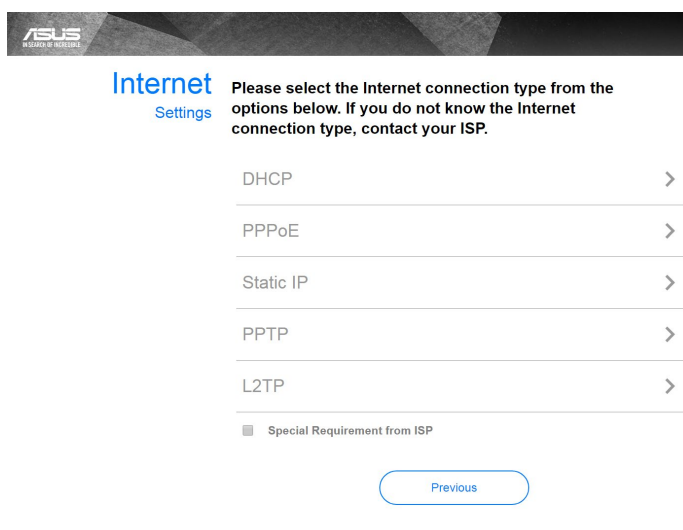 ASUS
IN SEARCH OF INCREDIBLE
Internet
Settings
Please select the Internet connection type from the
options below. If you do not know the Internet
connection type, contact your ISP.
DHCP
PPPoE
Static IP
PPTP
L2TP
Special Requirement from ISP
Previous